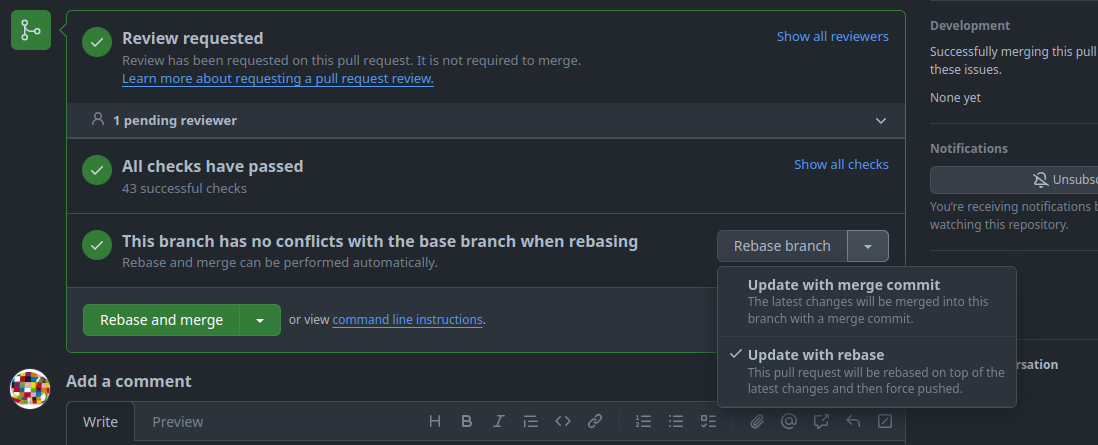 Review requested
Show all reviewers
Review has been requested on this pull request. It is not required to merge.
Learn more about requesting a pull request review.
1 pending reviewer
All checks have passed
Show all checks
43 successful checks
This branch has no conflicts with the base branch when rebasing
Rebase and merge can be performed automatically.
Rebase branch
Update with merge commit
The latest changes will be merged into this
branch with a merge commit.
Update with rebase
This pull request will be rebased on top of the
latest changes and then force pushed.
Rebase and merge
or view command line instructions.
Add a comment
Write
Preview
H B I
Development
Successfully merging this pull
these issues.
None yet
Notifications
Unsubsc
You're receiving notifications b
watching this repository.
rsation